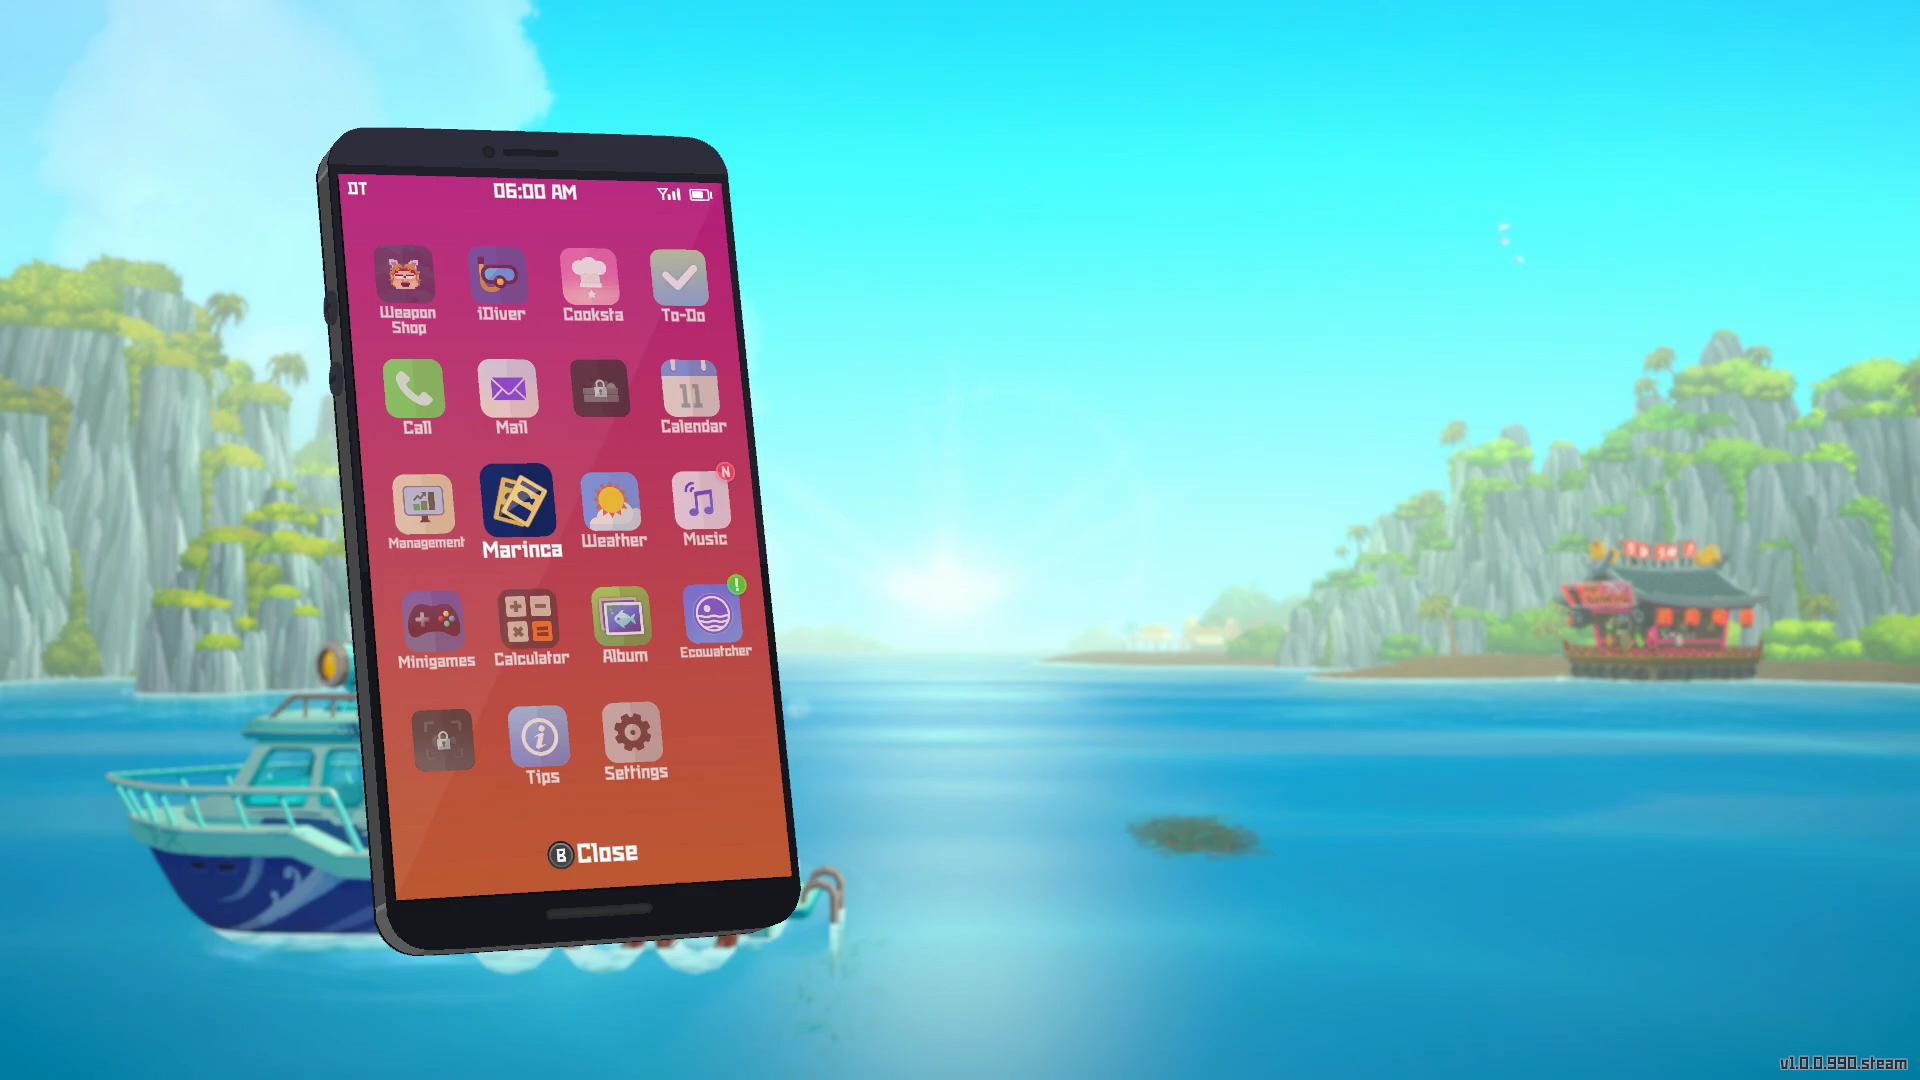 DT
06:00 AM
Weapon
Shop
iDiver
Cooksta
To-Do
Call
Mail
11
Calendar
Management
Marinca
Weather
N
Music
Minigames
Calculator
Album
!
Ecowatcher
i
Tips
Settings
B Close
v1.0.0.990.steam